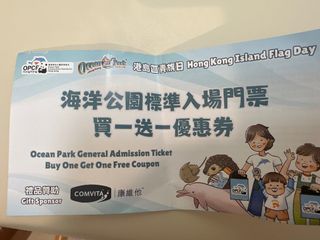 OPCF
Ocean Park
港島區賣旗日 Hong Kong Island Flag Day
海洋公園標準入場門票
買一送一優惠券
Ocean Park General Admission Ticket
Buy One Get One Free Coupon
禮品贊助
Gift Sponsor
COMVITA
康維他